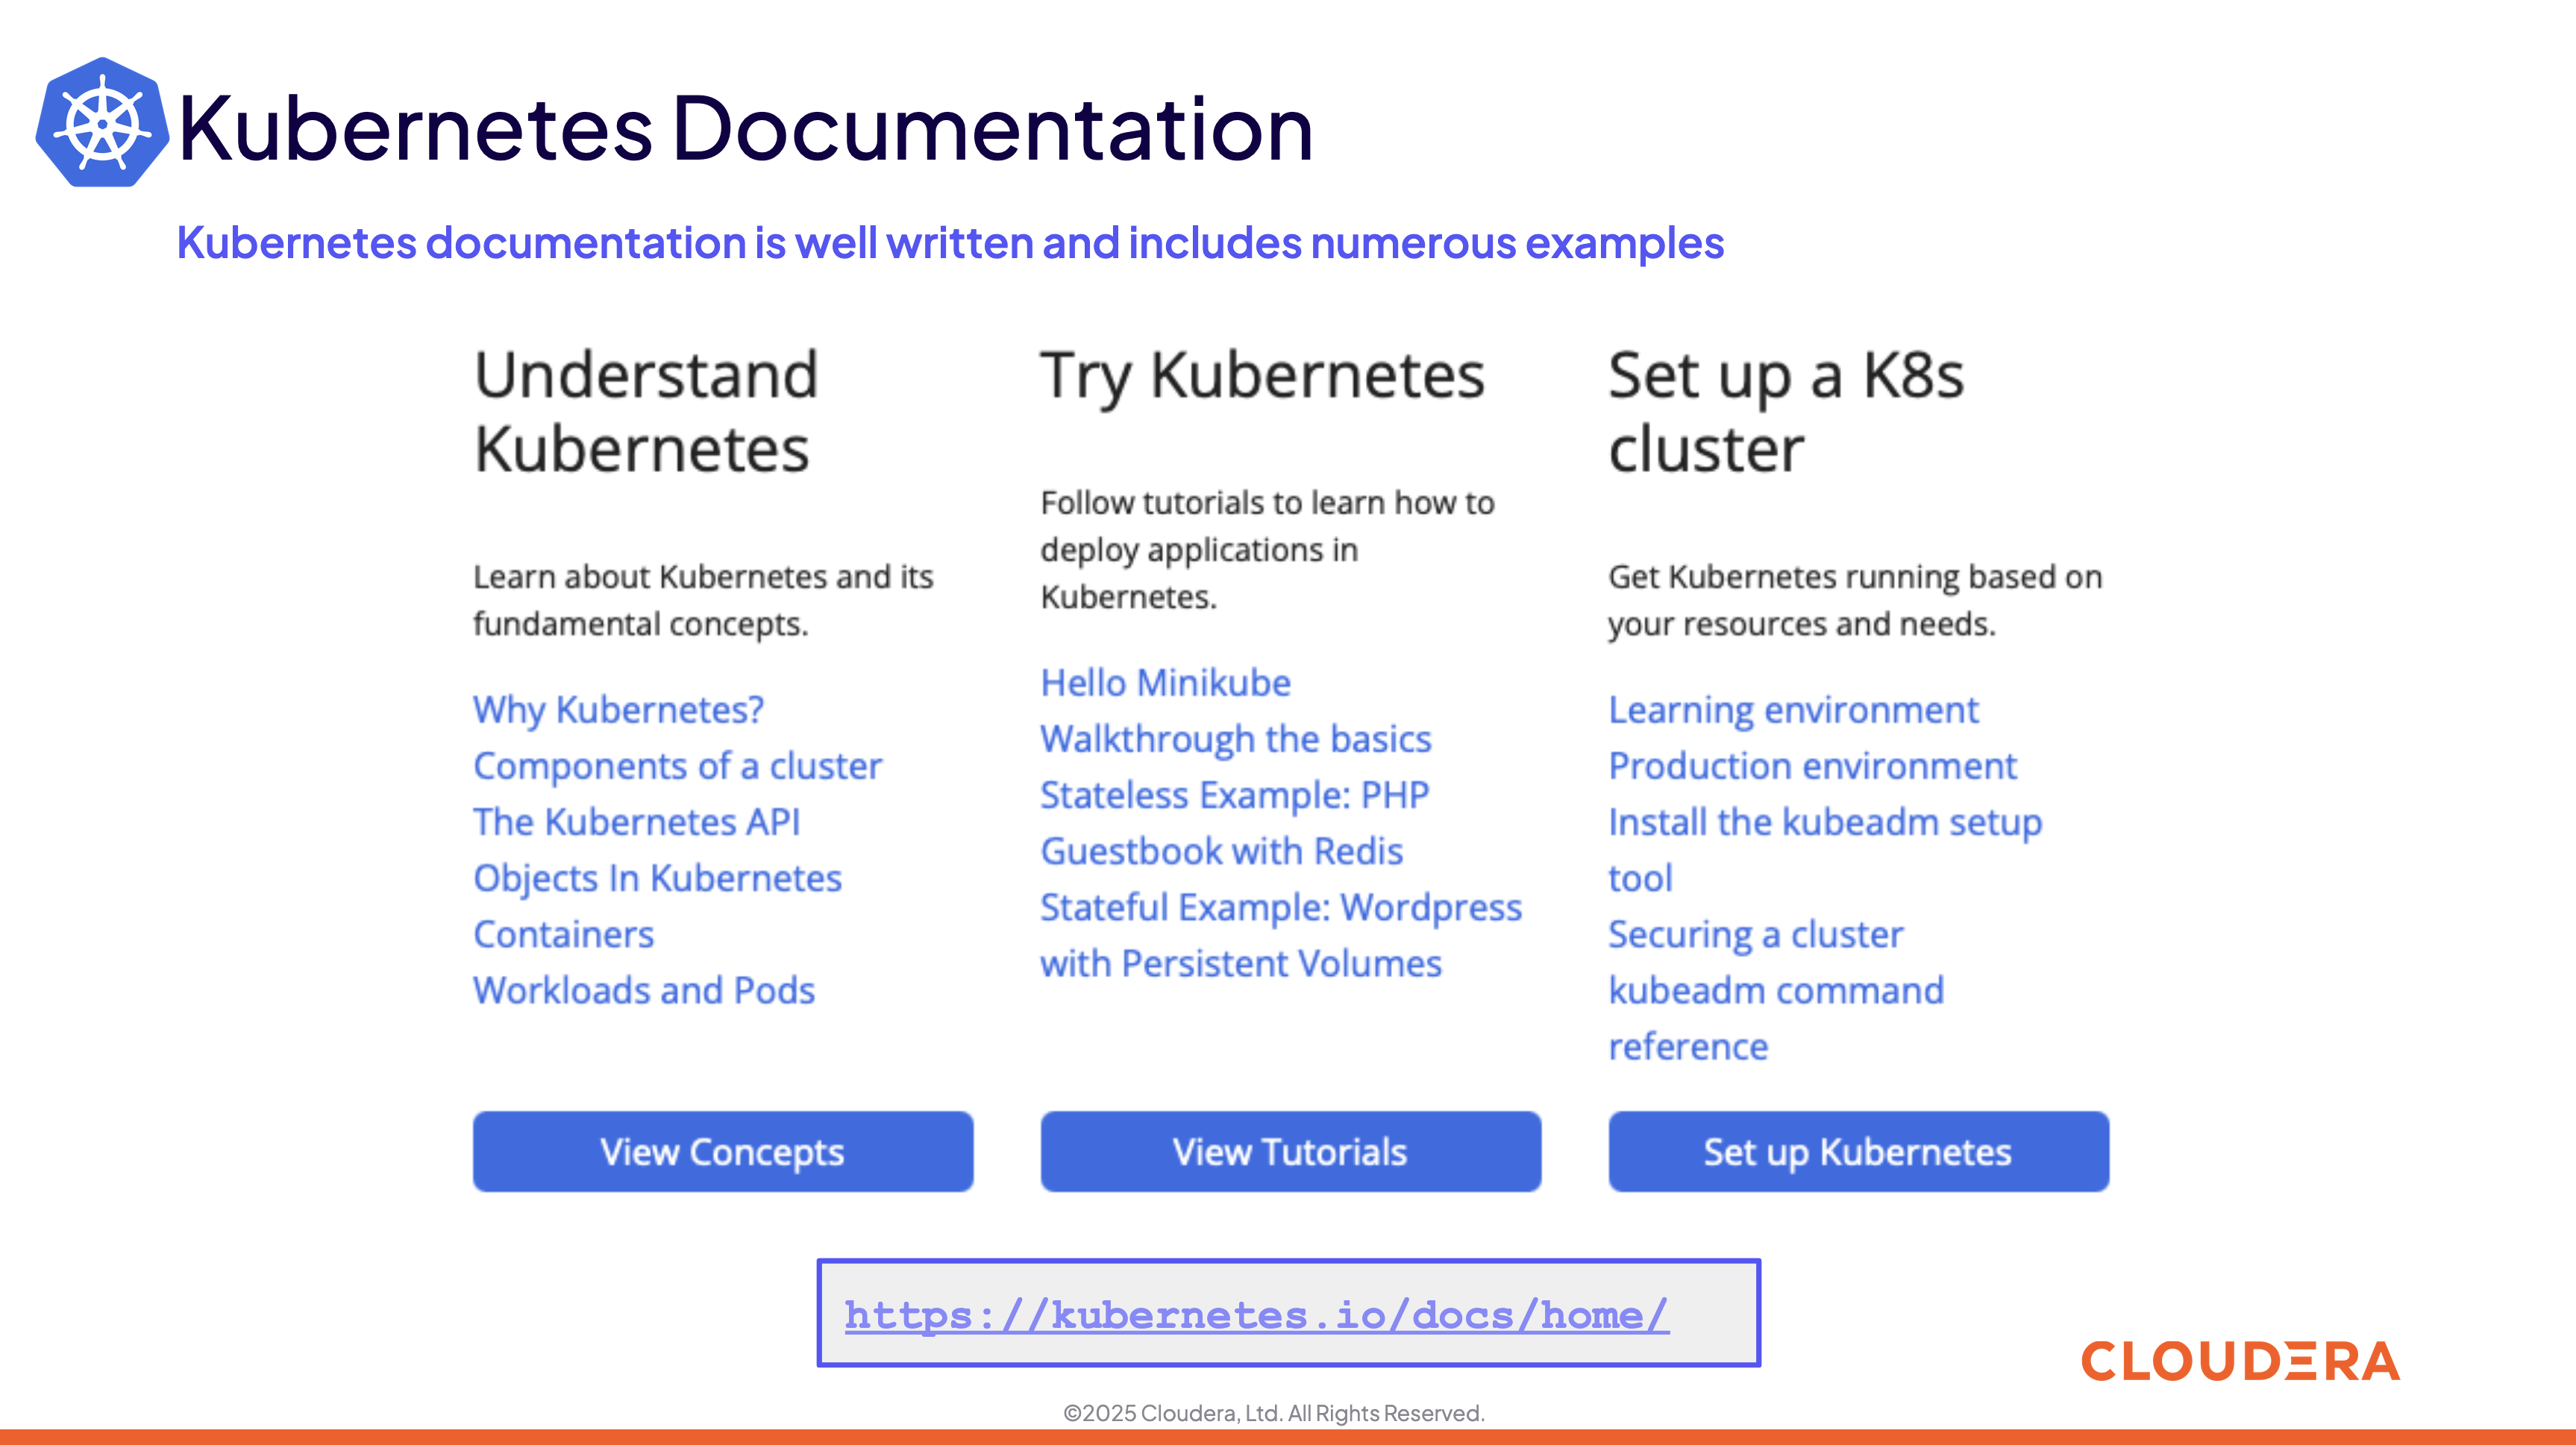 Kubernetes Documentation
Kubernetes documentation is well written and includes numerous examples
Understand
Kubernetes
Learn about Kubernetes and its
fundamental concepts.
Why Kubernetes?
Components of a cluster
The Kubernetes API
Objects In Kubernetes
Containers
Workloads and Pods
View Concepts
Try Kubernetes
Follow tutorials to learn how to
deploy applications in
Kubernetes.
Hello Minikube
Walkthrough the basics
Stateless Example: PHP
Guestbook with Redis
Stateful Example: Wordpress
with Persistent Volumes
View Tutorials
Set up a K8s
cluster
Get Kubernetes running based on
your resources and needs.
Learning environment
Production environment
Install the kubeadm setup
tool
Securing a cluster
kubeadm command
reference
Set up Kubernetes
https://kubernetes.io/docs/home/
CLOUDERA
©2025 Cloudera, Ltd. All Rights Reserved.